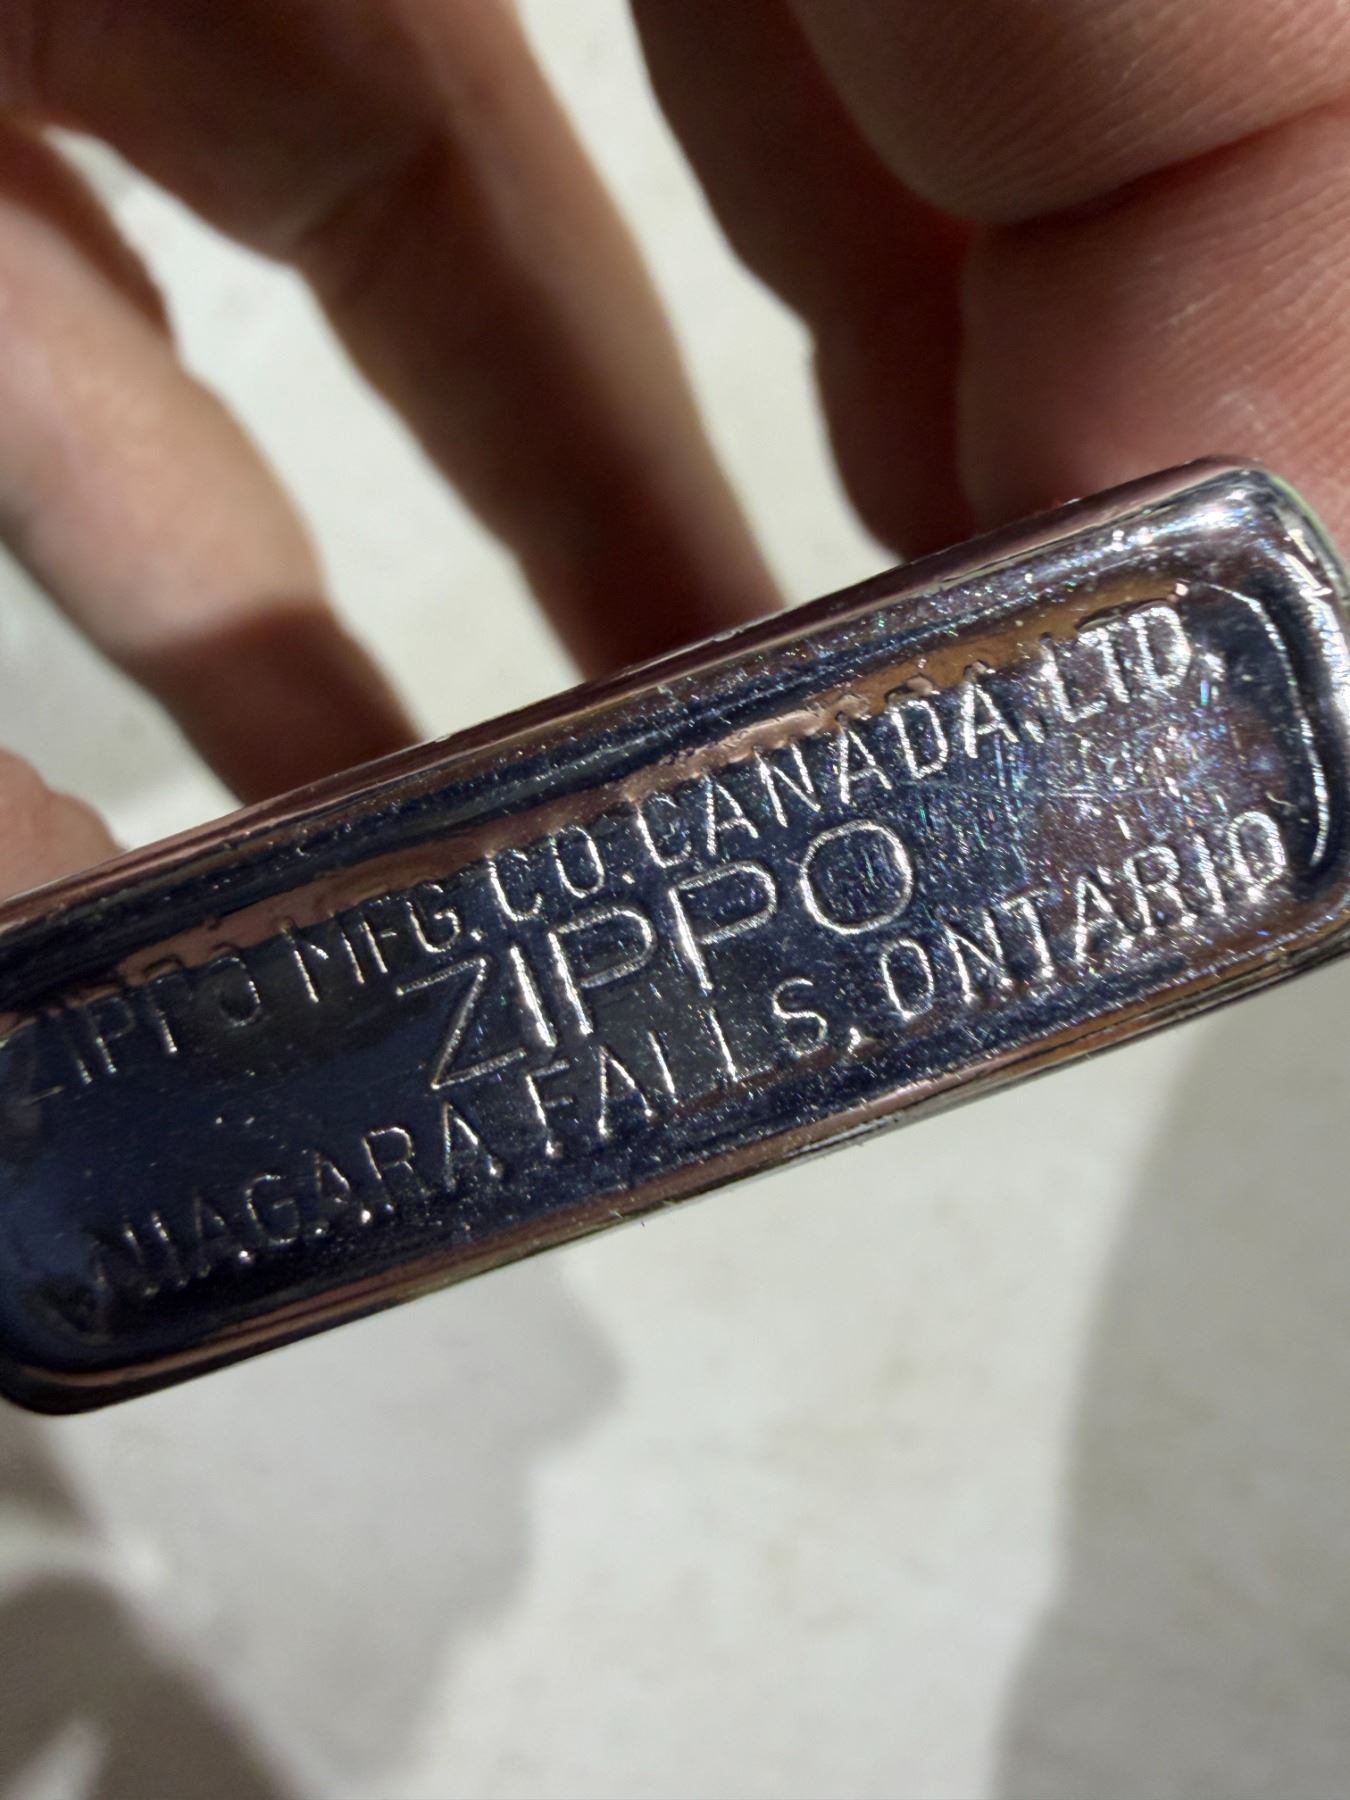 ZIPPO MFG. CO. CANADA, LTD.
ZIPPO
NIAGARA FALLS, ONTARIO